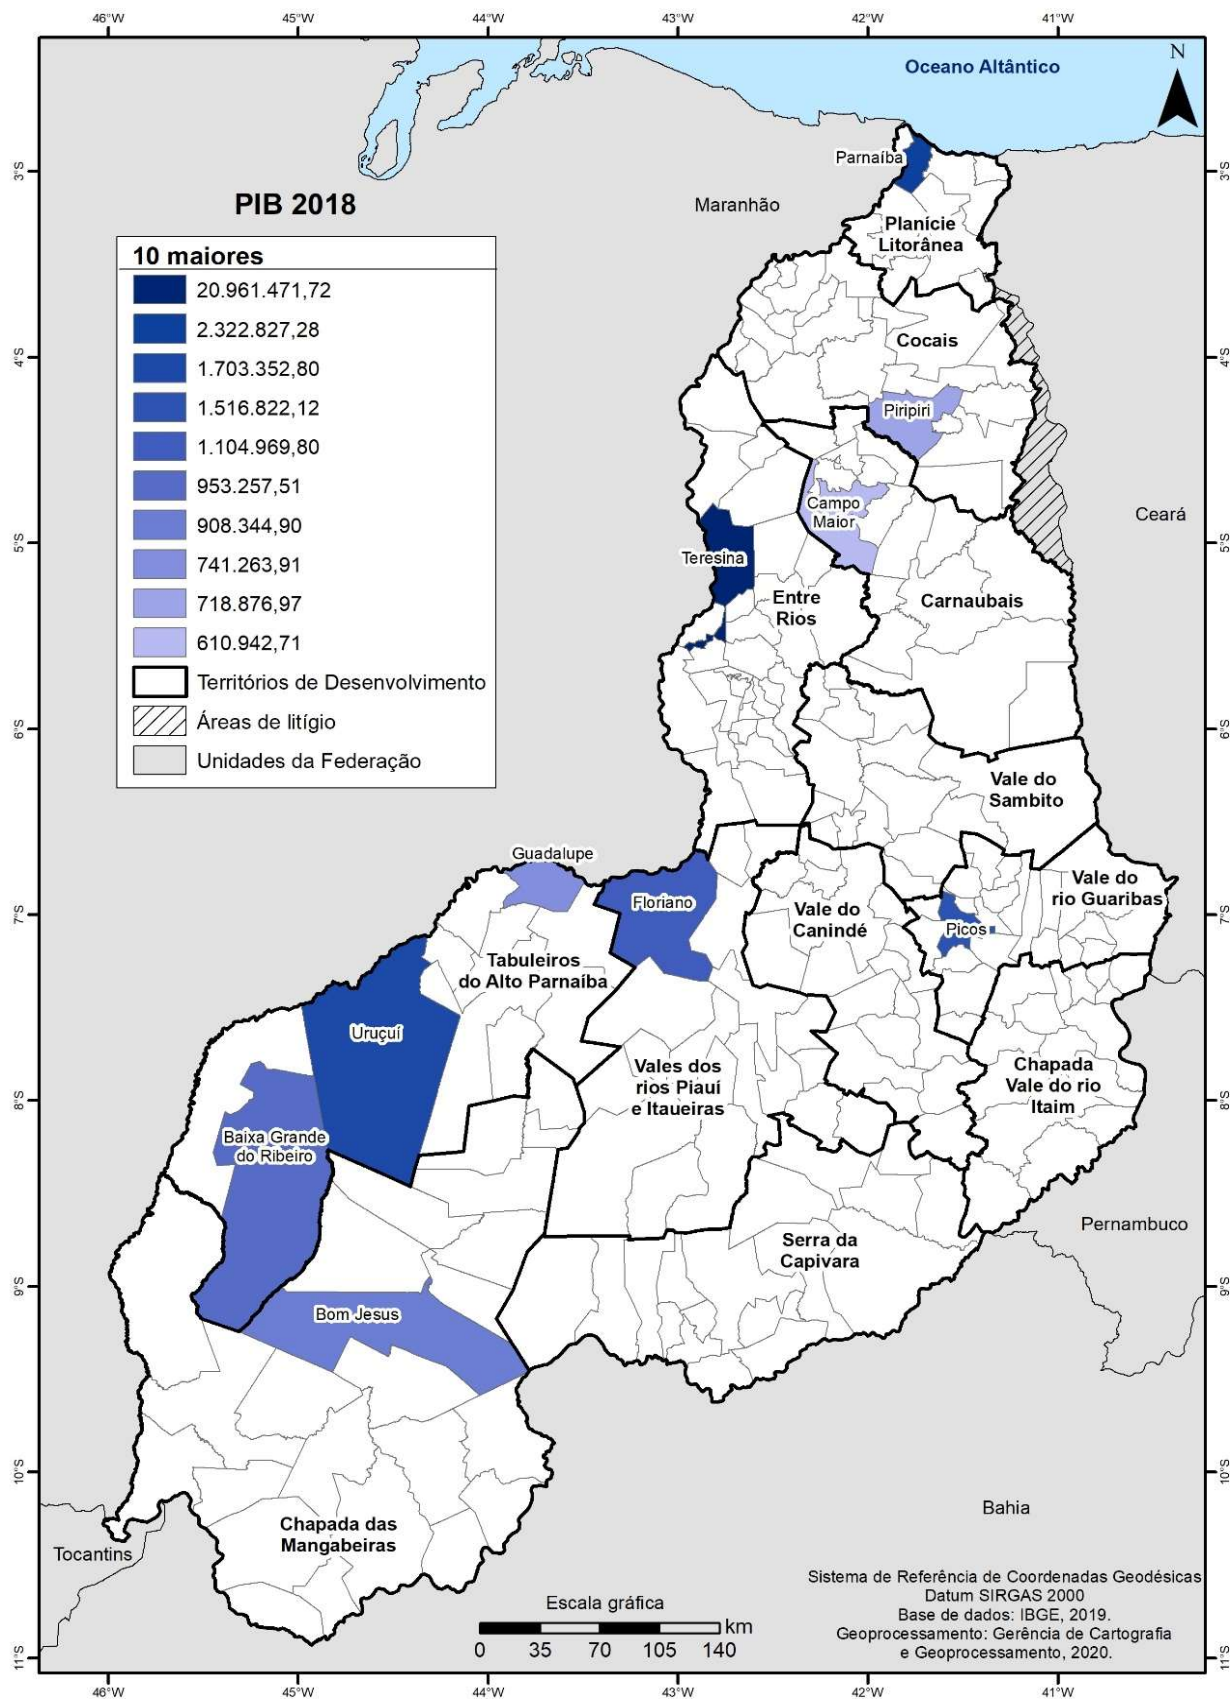 46°W 45°W 44°W 43°W 42°W 41°W
Oceano Altântico
N
Parnaíba
3°S 3°S
PIB 2018
Maranhão
Planície
Litorânea
10 maiores
20.961.471,72
2.322.827,28
1.703.352,80
1.516.822,12
1.104.969,80
953.257,51
908.344,90
741.263,91
718.876,97
610.942,71
Territórios de Desenvolvimento
Áreas de litígio
Unidades da Federação
Cocais
4°S 4°S
Piripiri
Campo
Maior
Ceará
5°S 5°S
Teresina
Entre
Rios
Carnaubais
6°S 6°S
Vale do
Sambito
Guadalupe
Vale do
rio Guaribas
Floriano
7°S 7°S
Vale do
Canindé
Picos
Tabuleiros
do Alto Parnaíba
Uruçuí
Vales dos
rios Piauí
e Itaueiras
Chapada
Vale do rio
Itaim
8°S 8°S
Baixa Grande
do Ribeiro
Pernambuco
Serra da
Capivara
9°S 9°S
Bom Jesus
10°S 10°S
Bahia
Chapada das
Mangabeiras
Tocantins
Sistema de Referência de Coordenadas Geodésicas
Datum SIRGAS 2000
Base de dados: IBGE, 2019.
Geoprocessamento: Gerência de Cartografia
e Geoprocessamento, 2020.
Escala gráfica
km
0 35 70 105 140
11°S 11°S
46°W 45°W 44°W 43°W 42°W 41°W